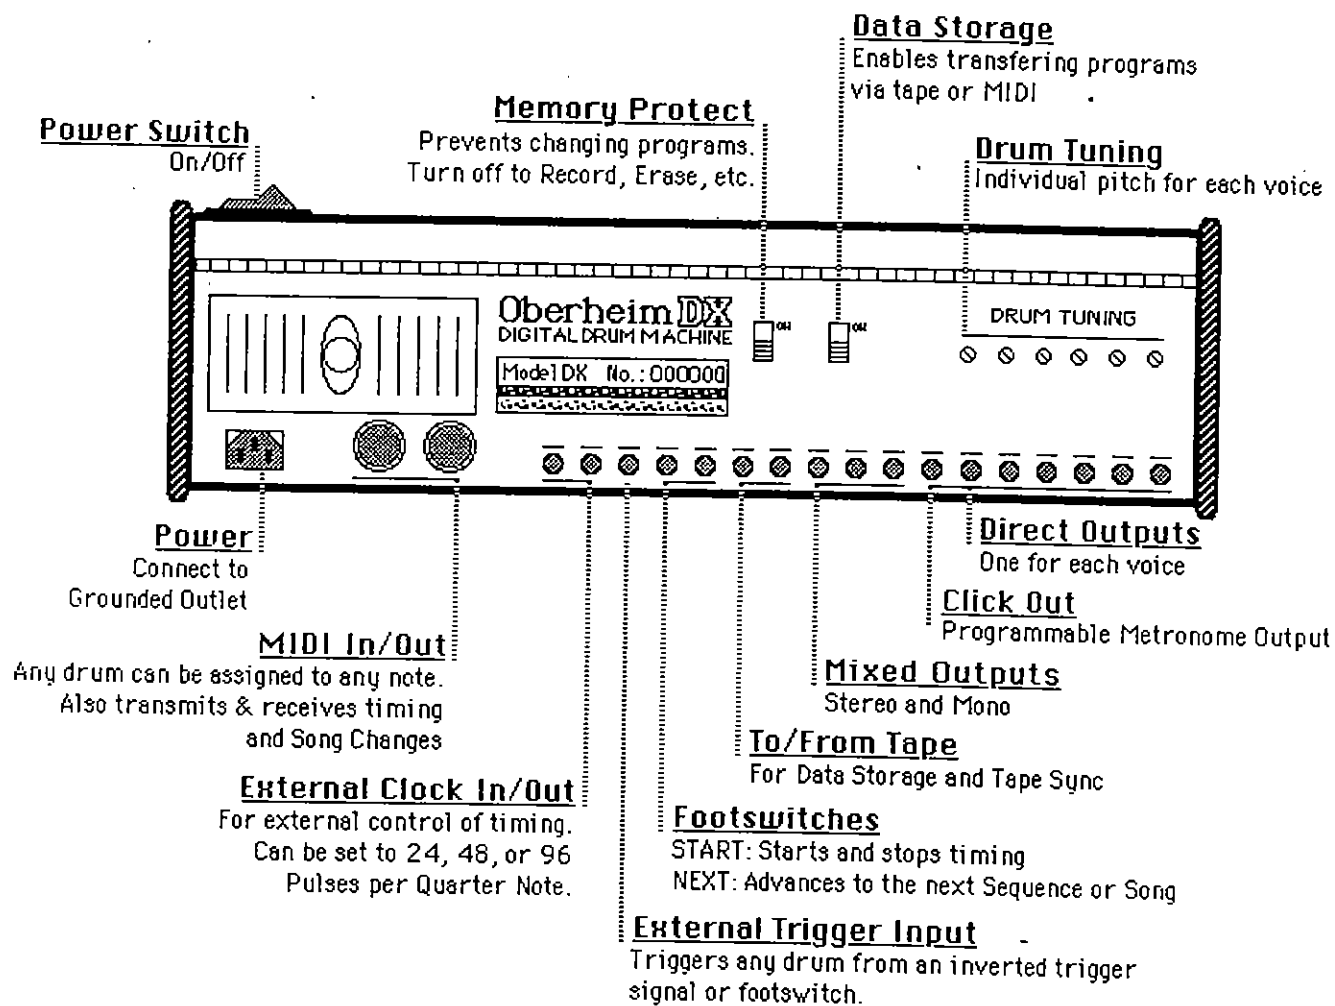 Data Storage
Enables transfering programs
via tape or MIDI
Memory Protect
Prevents changing programs.
Turn off to Record, Erase, etc.
Power Switch
On/Off
Drum Tuning
Individual pitch for each voice
Oberheim DX
DIGITAL DRUM MACHINE
Model DX No.: 000000
ON
ON
DRUM TUNING
Power
Connect to
Grounded Outlet
MIDI In/Out
Any drum can be assigned to any note.
Also transmits & receives timing
and Song Changes
External Clock In/Out
For external control of timing.
Can be set to 24, 48, or 96
Pulses per Quarter Note.
Direct Outputs
One for each voice
Click Out
Programmable Metronome Output
Mixed Outputs
Stereo and Mono
To/From Tape
For Data Storage and Tape Sync
Footswitches
START: Starts and stops timing
NEXT: Advances to the next Sequence or Song
External Trigger Input
Triggers any drum from an inverted trigger
signal or footswitch.